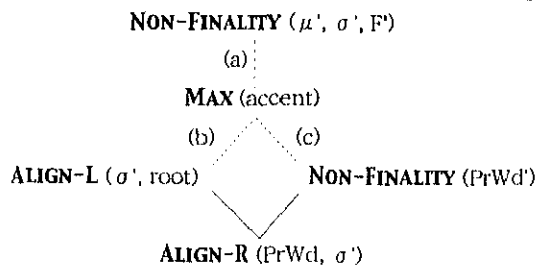 NON-FINALITY (μ', σ', F')
(a)
MAX (accent)
(b) (c)
ALIGN-L (σ', root) NON-FINALITY (PrWd')
ALIGN-R (PrWd, σ')